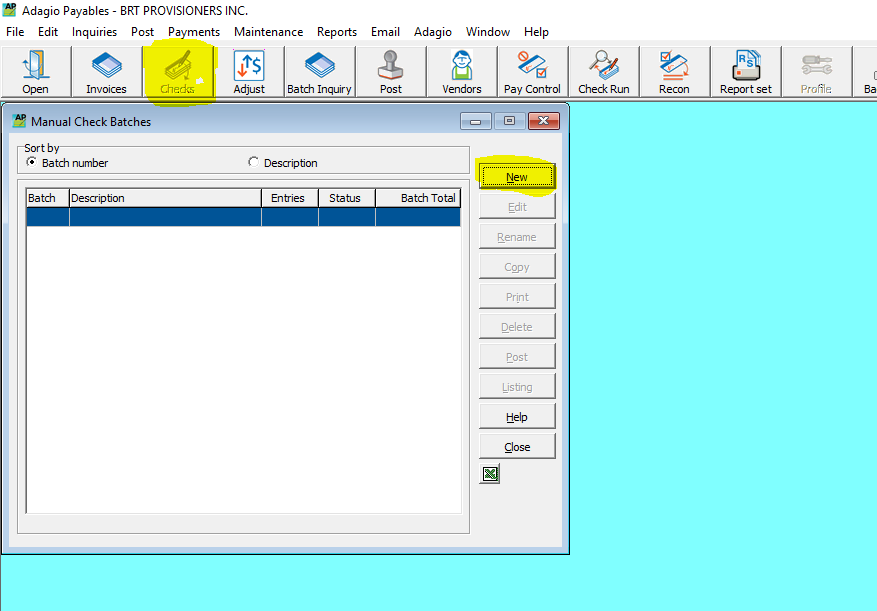 AP Adagio Payables - BRT PROVISIONERS INC.
File Edit Inquiries Post Payments Maintenance Reports Email Adagio Window Help
Open Invoices Checks Adjust Batch Inquiry Post Vendors Pay Control Check Run Recon Report set Profile
AP Manual Check Batches
Sort by
Batch number Description
New
Batch Description Entries Status Batch Total
Edit
Rename
Copy
Print
Delete
Post
Listing
Help
Close